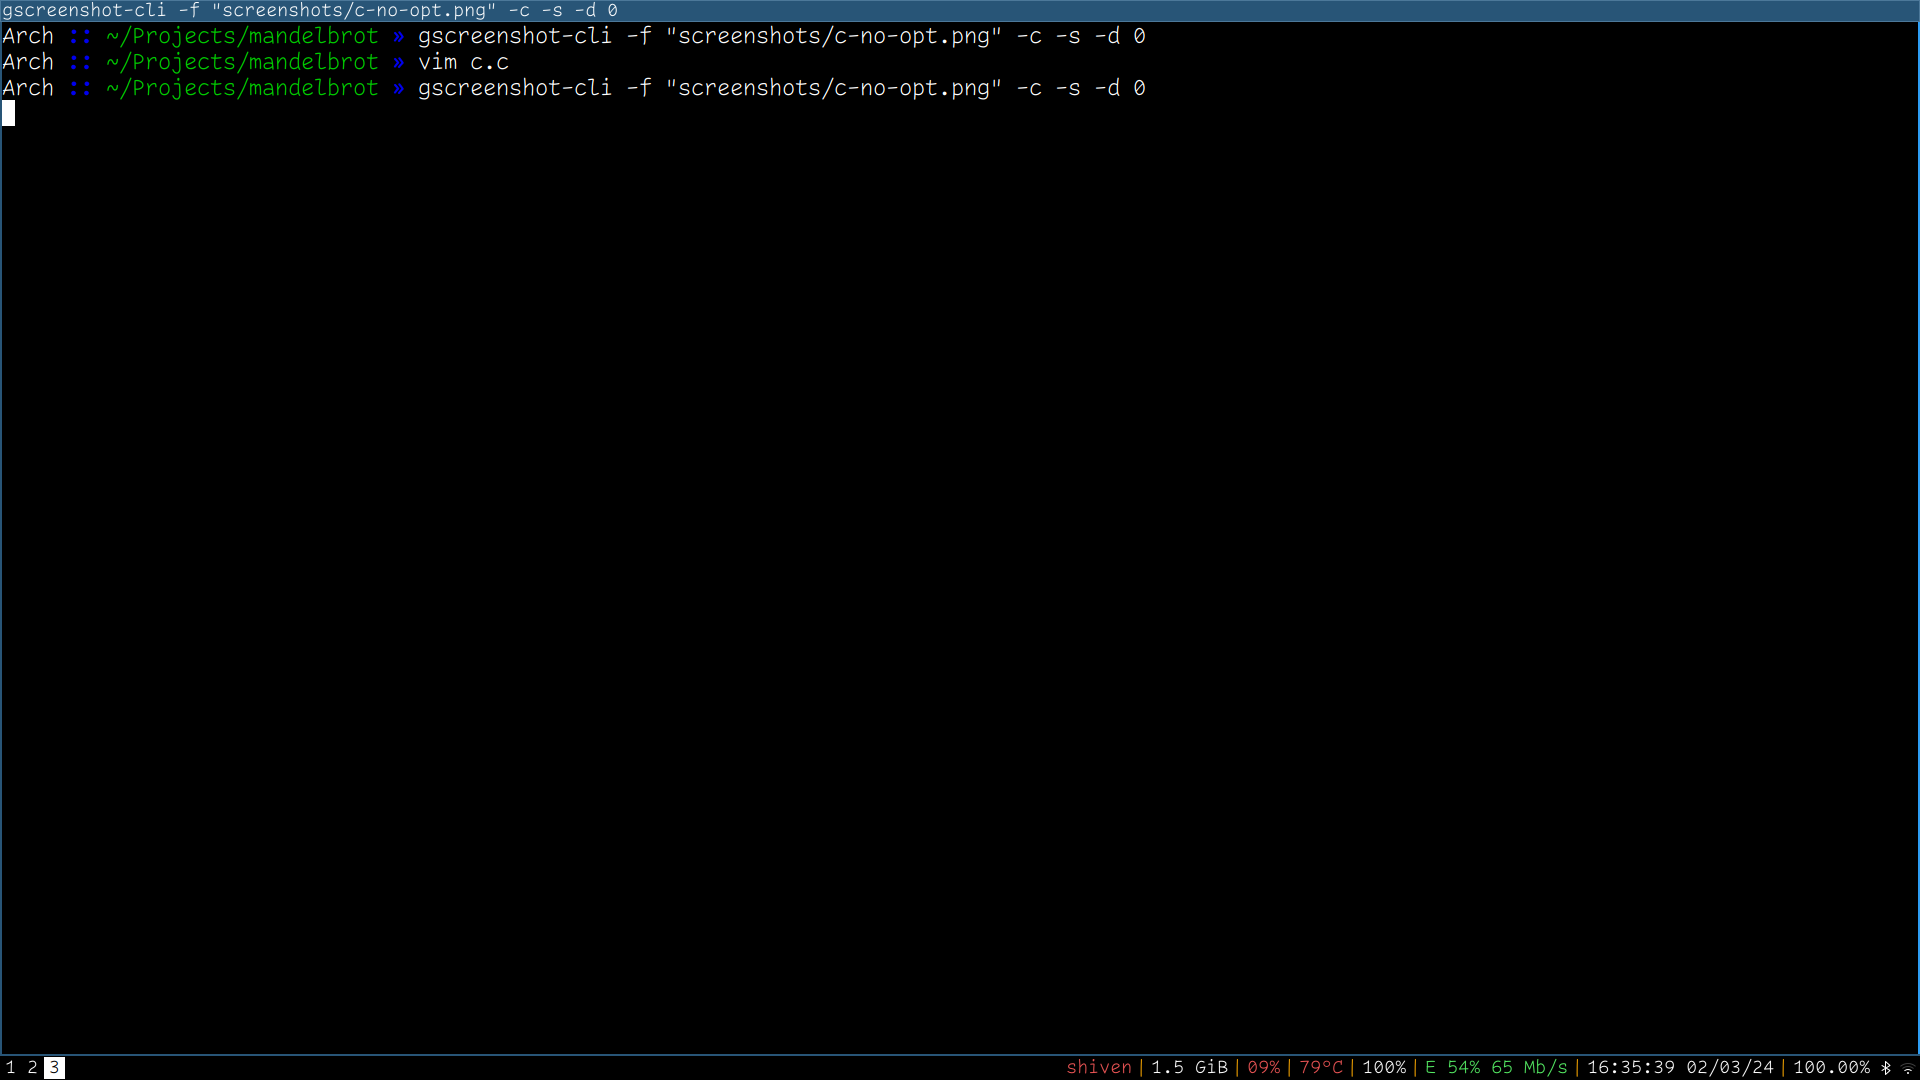 gscreenshot-cli -f "screenshots/c-no-opt.png" -c -s -d 0
Arch :: ~/Projects/mandelbrot » gscreenshot-cli -f "screenshots/c-no-opt.png" -c -s -d 0
Arch :: ~/Projects/mandelbrot » vim c.c
Arch :: ~/Projects/mandelbrot » gscreenshot-cli -f "screenshots/c-no-opt.png" -c -s -d 0
1 2 3 shiven | 1.5 GiB | 09% | 79°C | 100% | E 54% 65 Mb/s | 16:35:39 02/03/24 | 100.00%